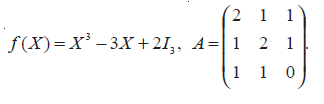 f(X) = X³ − 3X + 2I₃, A = (2 1 1
1 2 1
1 1 0).